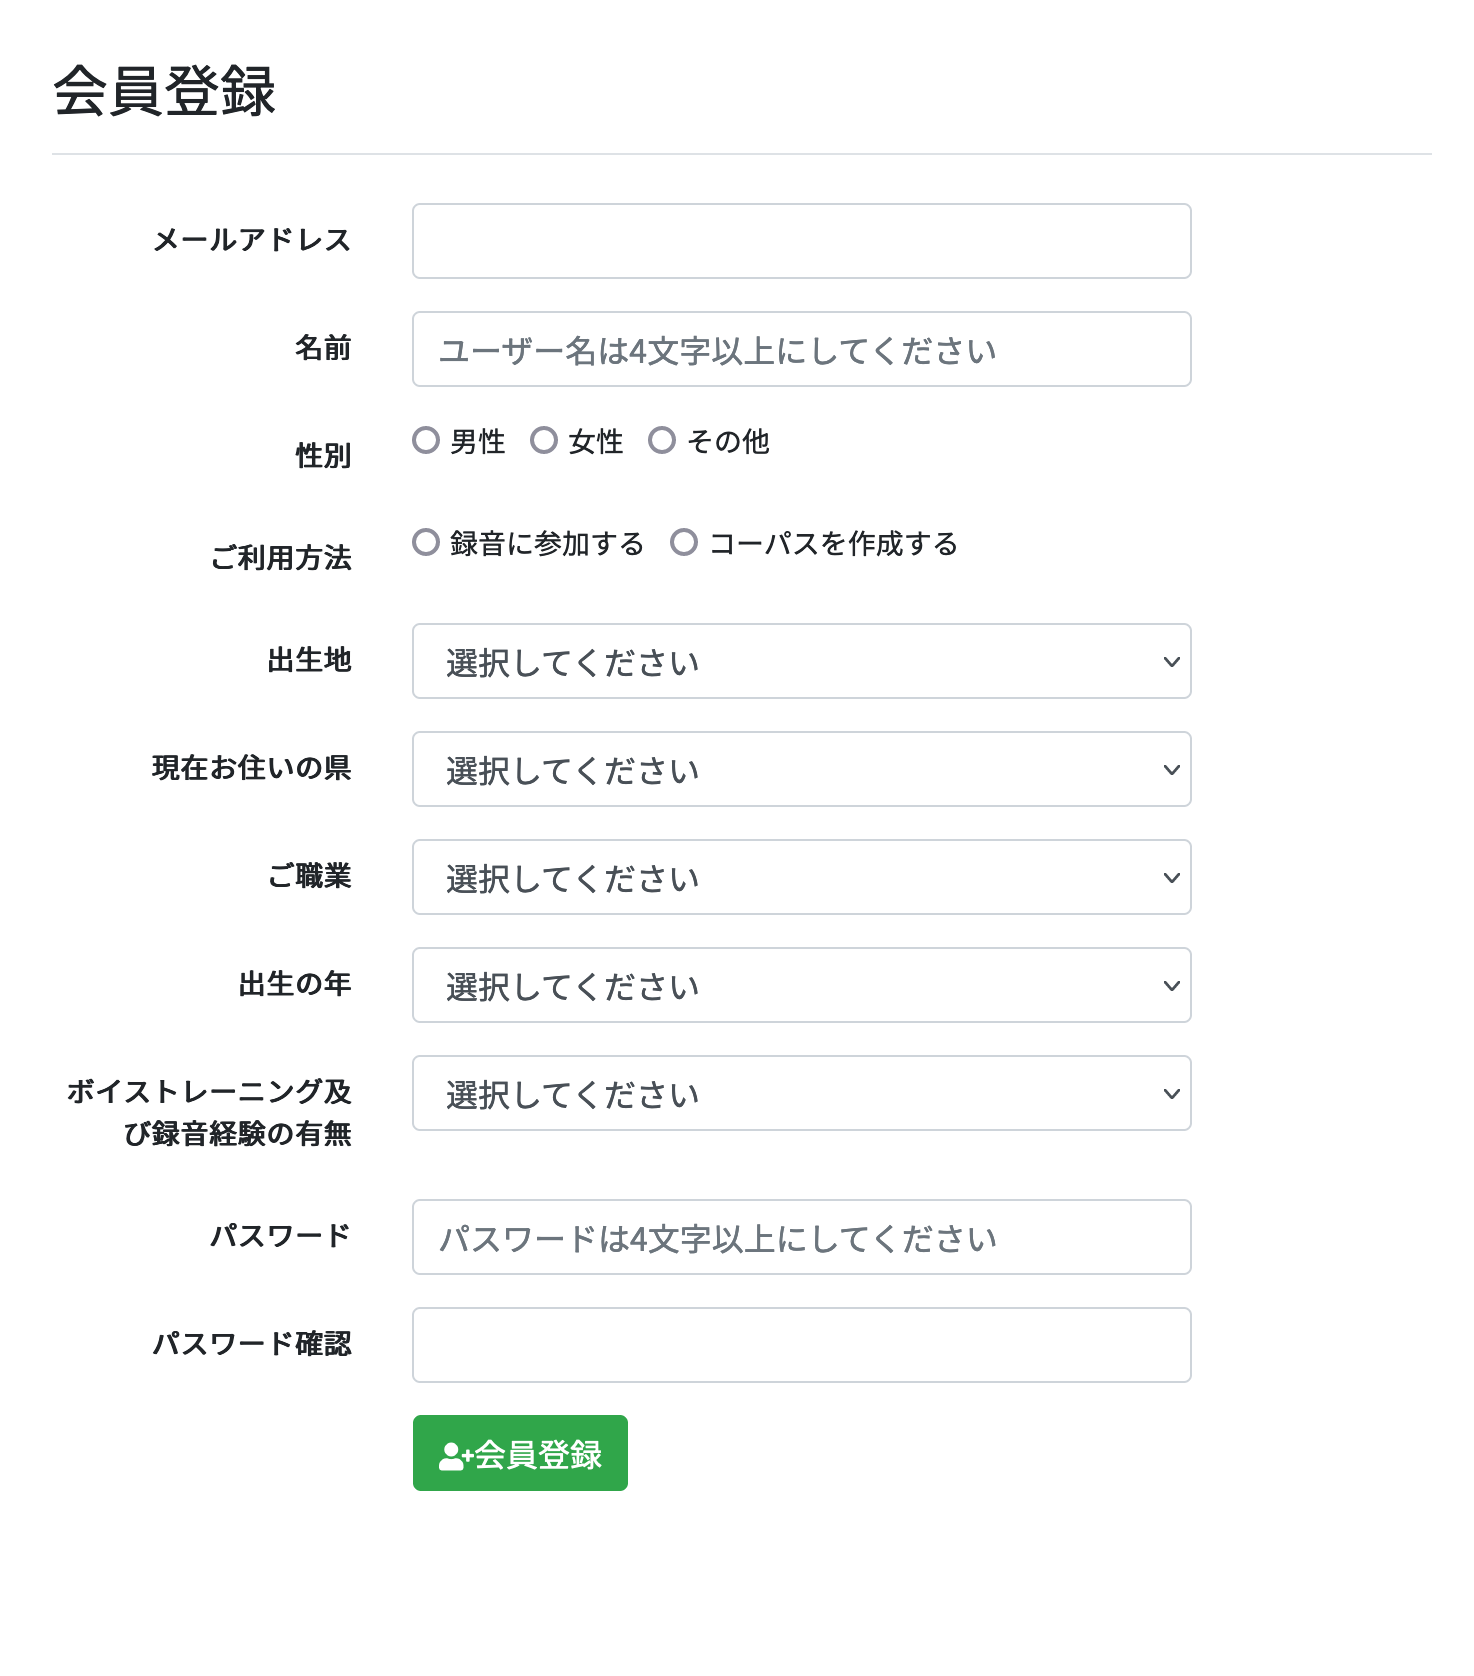 会員登録
メールアドレス
名前
ユーザー名は4文字以上にしてください
性別
男性 女性 その他
ご利用方法
録音に参加する コーパスを作成する
出生地
選択してください
現在お住いの県
選択してください
ご職業
選択してください
出生の年
選択してください
ボイストレーニング及
び録音経験の有無
選択してください
パスワード
パスワードは4文字以上にしてください
パスワード確認
会員登録